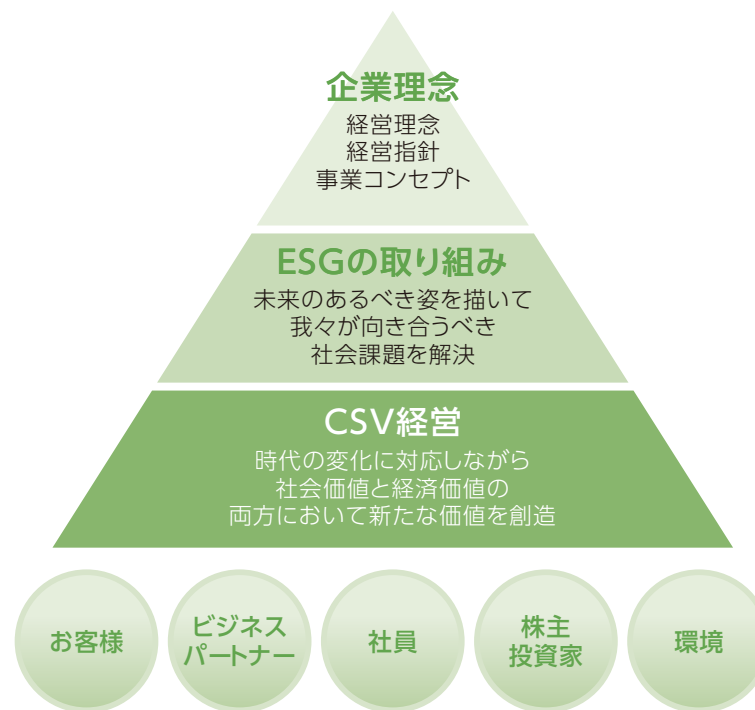 企業理念
経営理念
経営指針
事業コンセプト
ESGの取り組み
未来のあるべき姿を描いて
我々が向き合うべき
社会課題を解決
CSV経営
時代の変化に対応しながら
社会価値と経済価値の
両方において新たな価値を創造
お客様
ビジネス
パートナー
社員
株主
投資家
環境